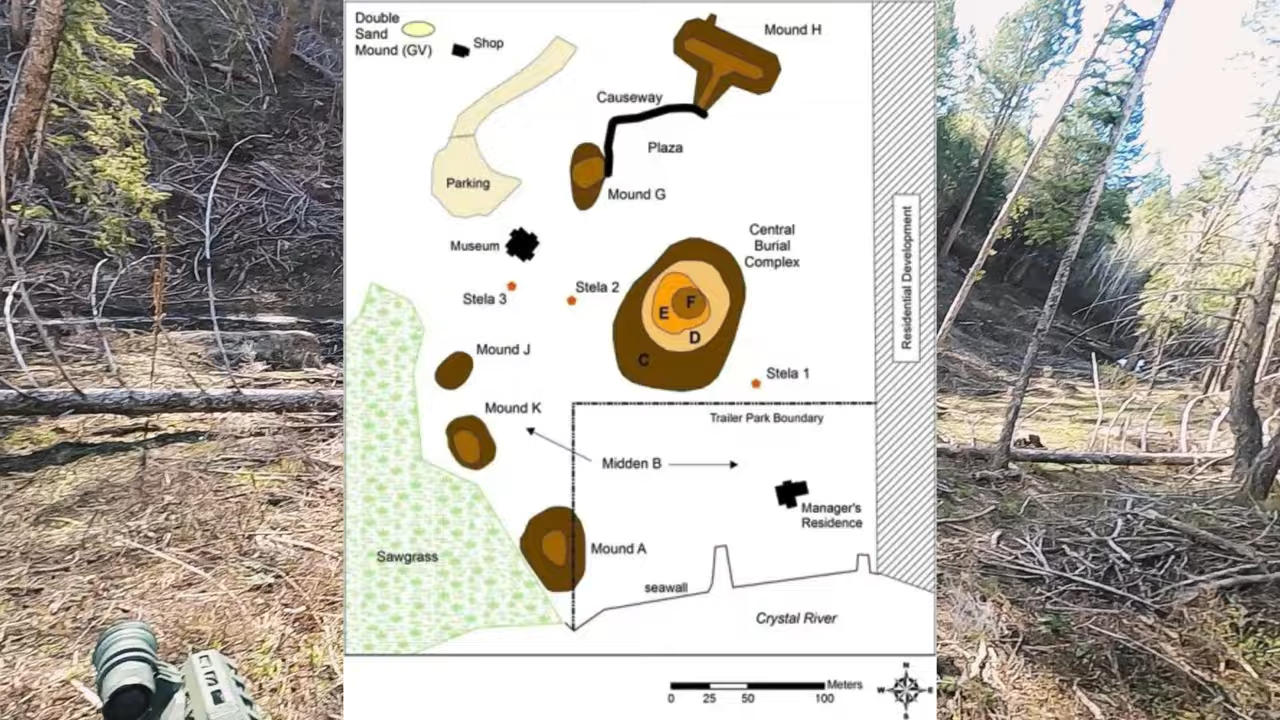 Double
Sand
Mound (GV)
Shop
Mound H
Causeway
Plaza
Parking
Mound G
Museum
Central
Burial
Complex
Stela 3
Stela 2
F
E
D
C
Residential Development
Mound J
Stela 1
Mound K
Trailer Park Boundary
Midden B
Manager's
Residence
Mound A
Sawgrass
seawall
Crystal River
Meters
0 25 50 100
N
W E
S